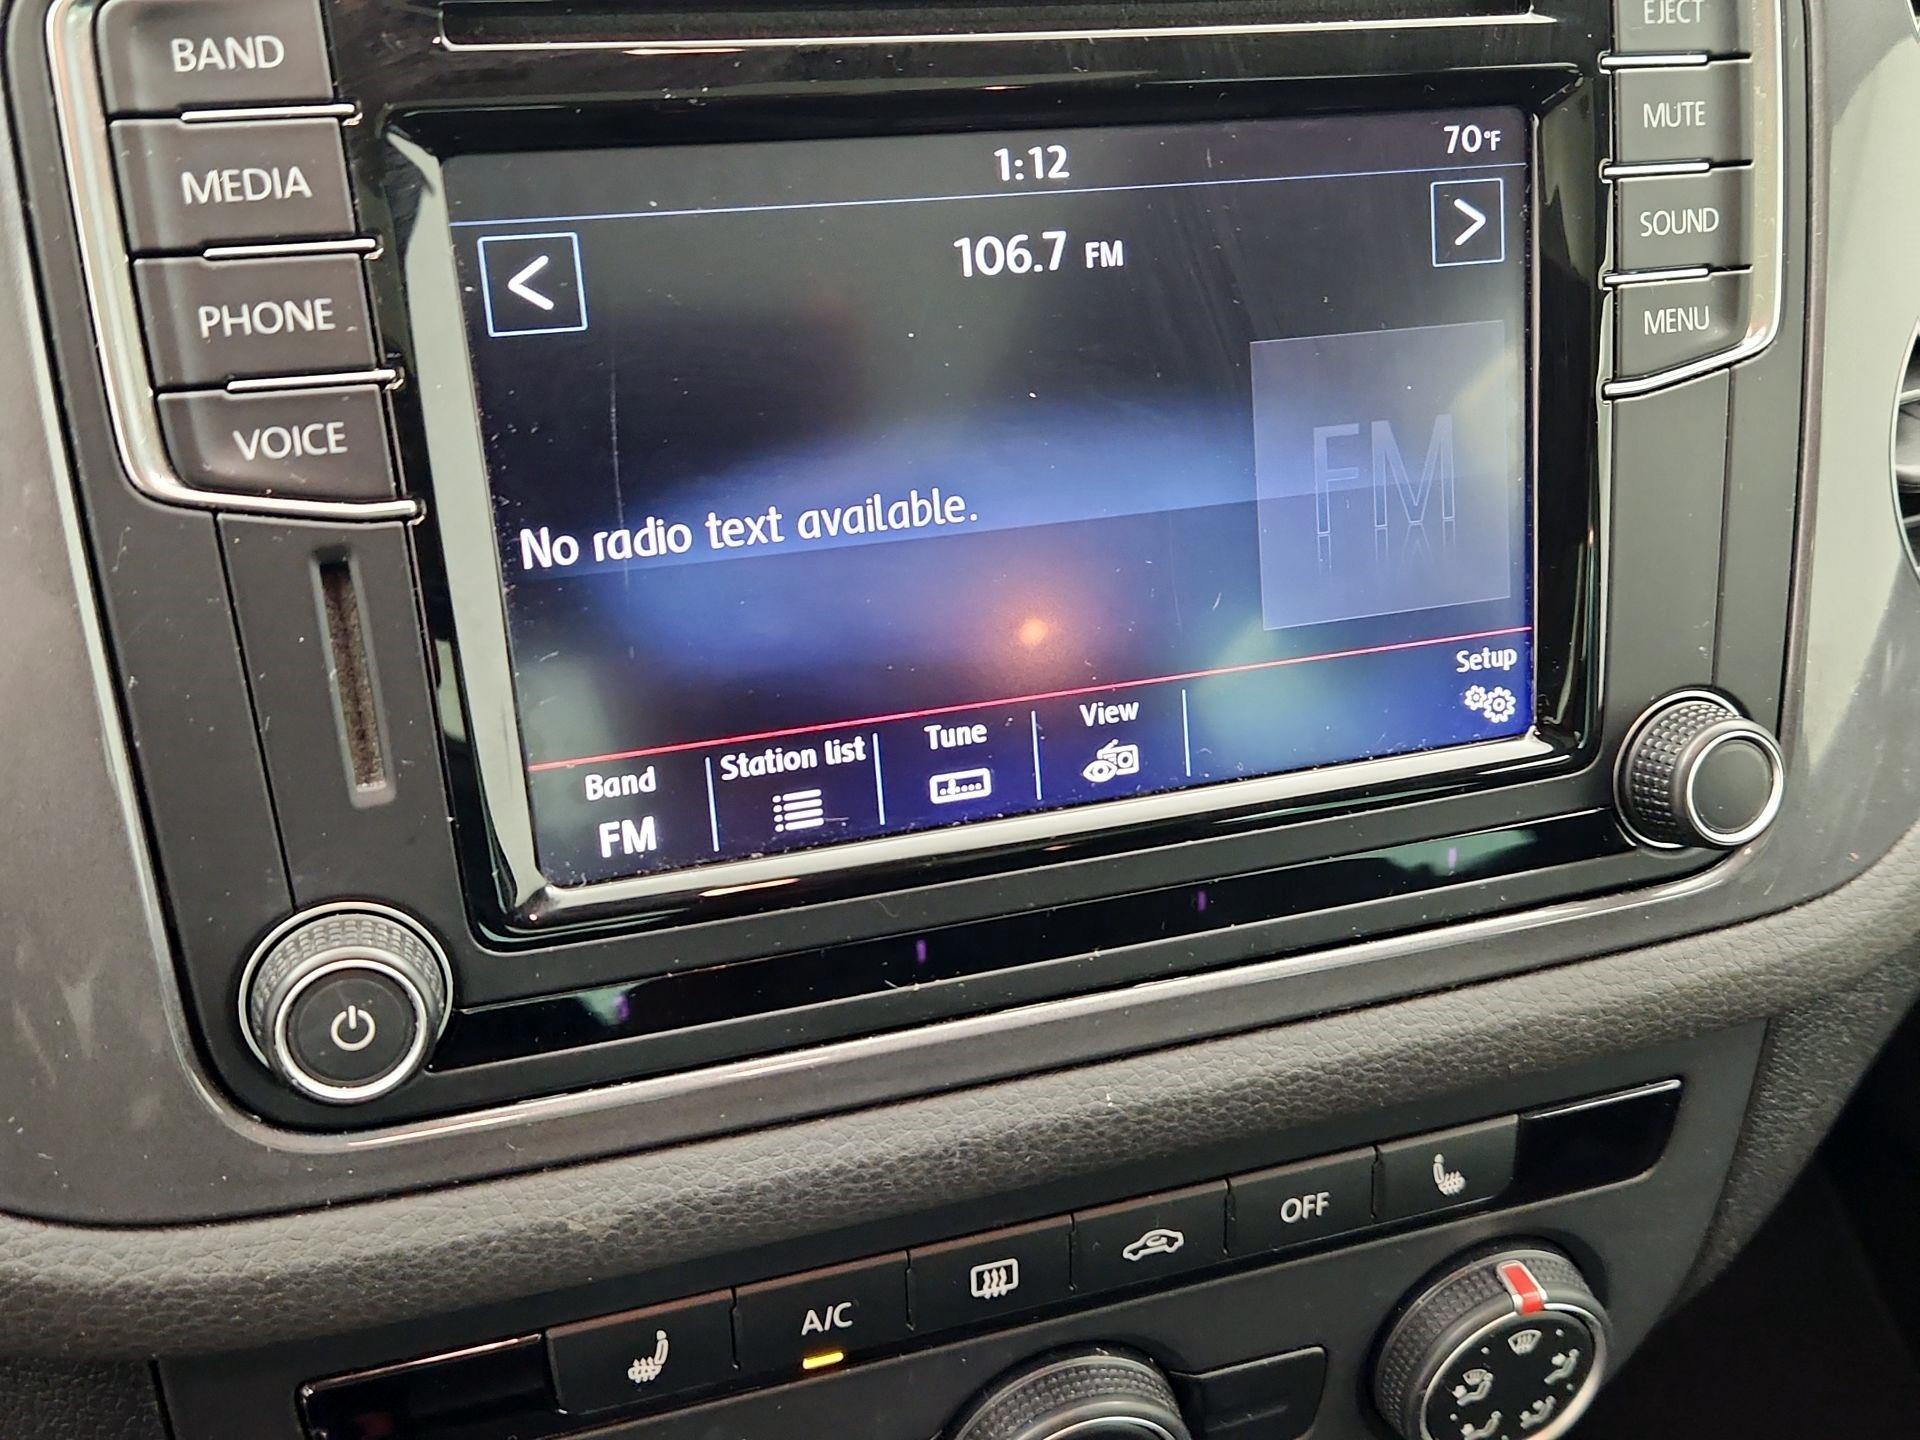 BAND
MEDIA
PHONE
VOICE
EJECT
MUTE
SOUND
MENU
1:12
70°F
<
106.7 FM
>
FM
No radio text available.
Band
FM
Station list
Tune
View
Setup
A/C
OFF